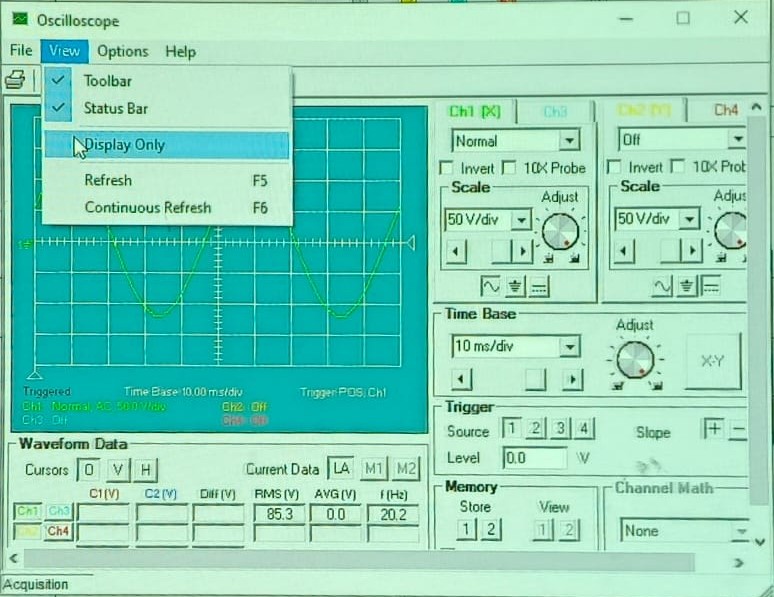 Oscilloscope
File View Options Help
Toolbar
Status Bar
Display Only
Refresh F5
Continuous Refresh F6
Ch1 (X) Ch3 Ch2 (Y) Ch4
Normal Off
Invert 10X Probe Invert 10X Prob
Scale Scale
Adjust Adjus
50 V/div 50 V/div
Time Base
Adjust
10 ms/div X-Y
Triggered Time Base 10.00 ms/div Trigger POS, Ch1
Ch1 Normal, AC, 50.0 V/div Ch2 Off
Ch3 Off Ch4 Off
Trigger
Source 1 2 3 4 Slope + −
Level 0.0 V
Waveform Data
Cursors 0 V H Current Data LA M1 M2
C1 (V) C2 (V) Diff (V) RMS (V) AVG (V) f (Hz)
Ch1 Ch3 85.3 0.0 20.2
Ch2 Ch4
Memory Channel Math
Store View
1 2 1 2 None
Acquisition